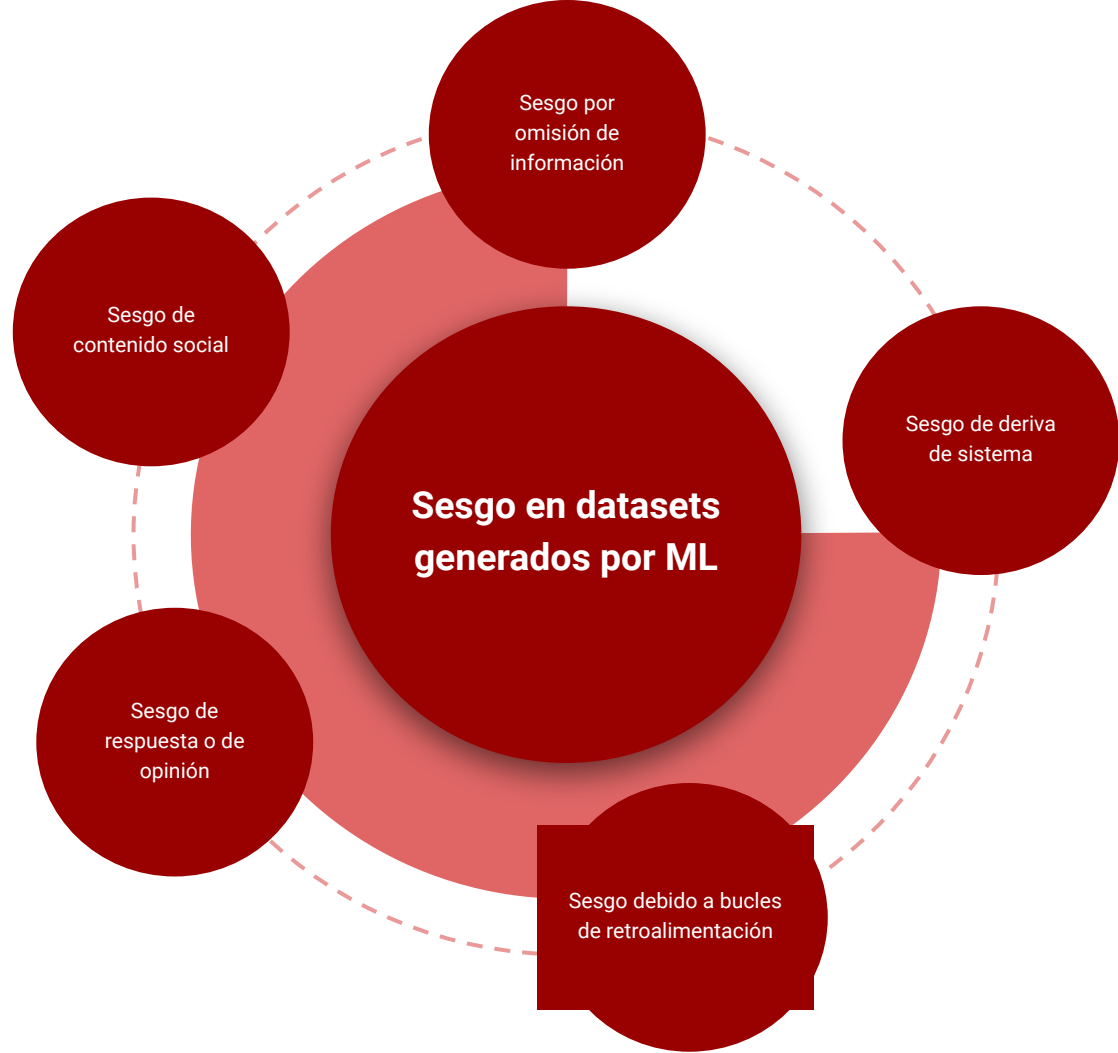 Sesgo por
omisión de
información
Sesgo de
contenido social
Sesgo de deriva
de sistema
Sesgo en datasets
generados por ML
Sesgo de
respuesta o de
opinión
Sesgo debido a bucles
de retroalimentación